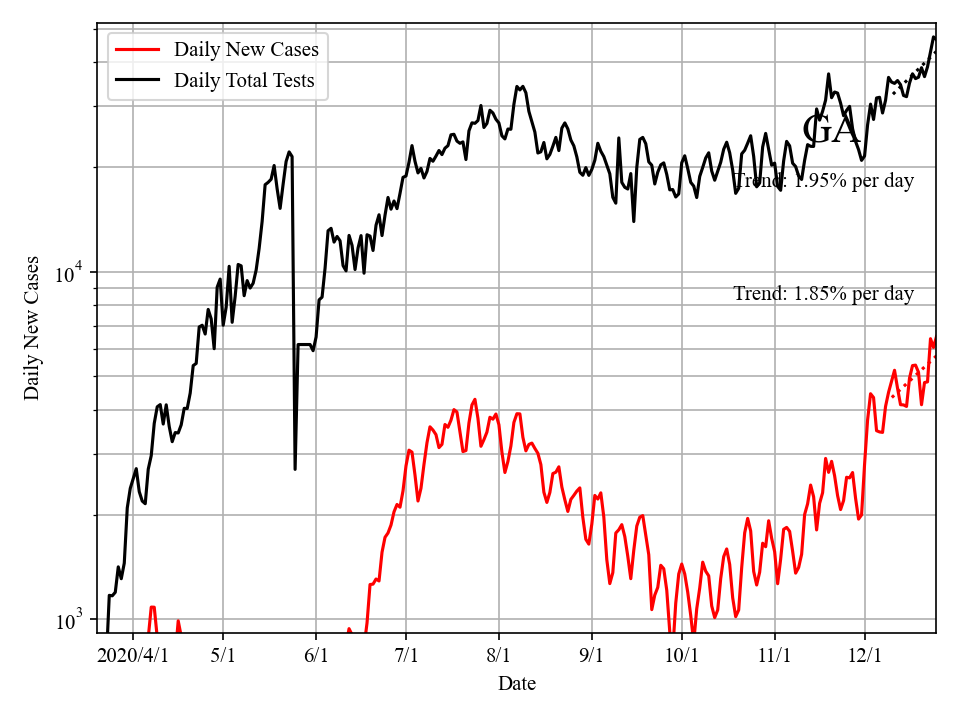 Daily New Cases
Daily Total Tests
GA
Trend: 1.95% per day
Trend: 1.85% per day
Daily New Cases
10^4
10^3
2020/4/1 5/1 6/1 7/1 8/1 9/1 10/1 11/1 12/1
Date